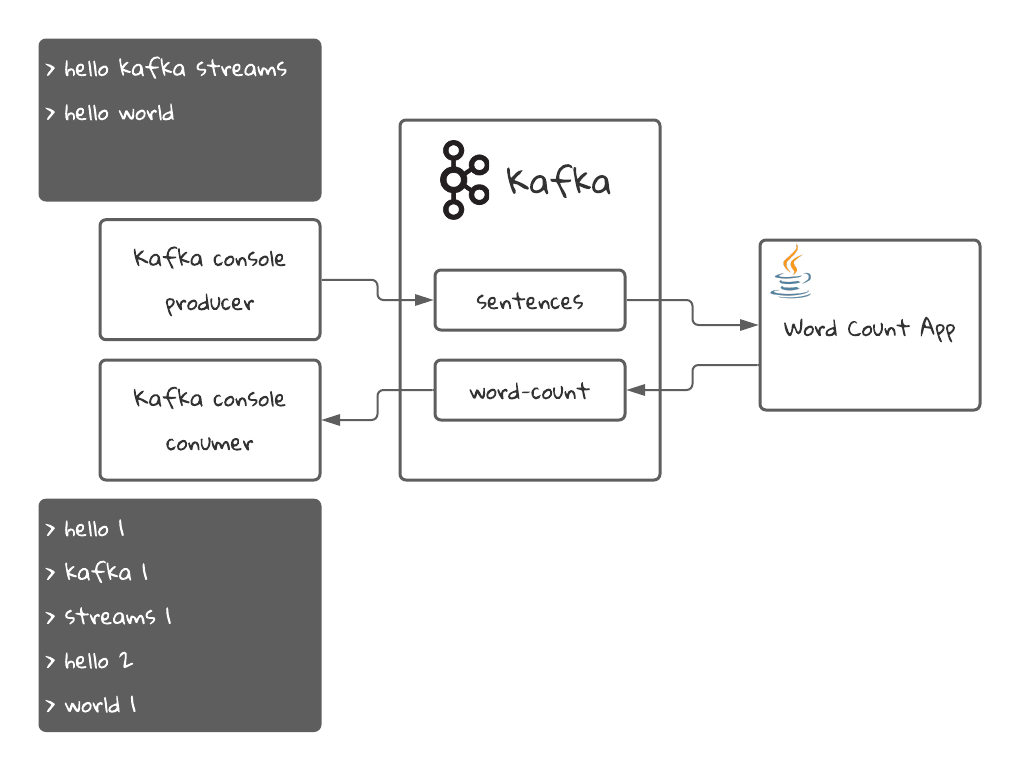 > hello kafka streams
> hello world
Kafka console
producer
Kafka console
conumer
Kafka
sentences
word-count
Word Count App
> hello 1
> kafka 1
> streams 1
> hello 2
> world 1